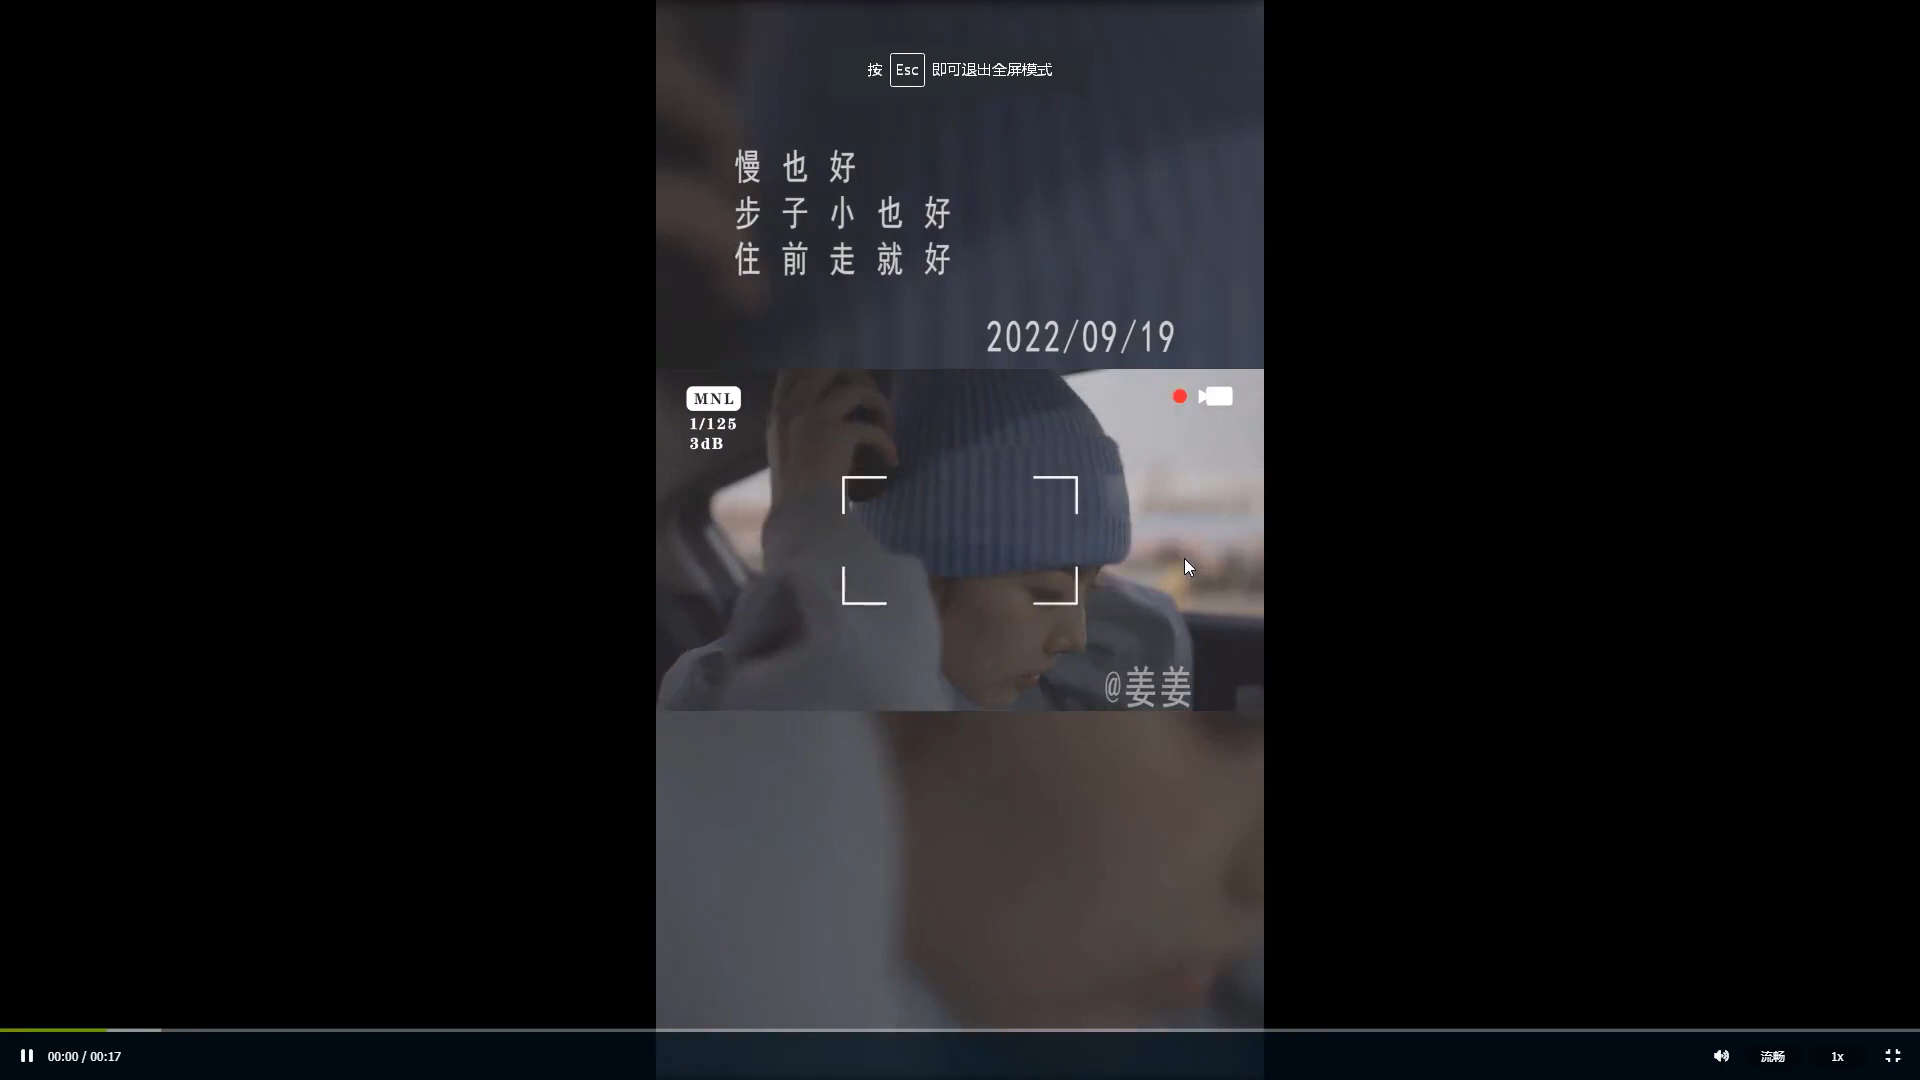 按 Esc 即可退出全屏模式
慢也好
步子小也好
住前走就好
2022/09/19
MNL
1/125
3dB
@姜姜
00:00 / 00:17
流畅
1x